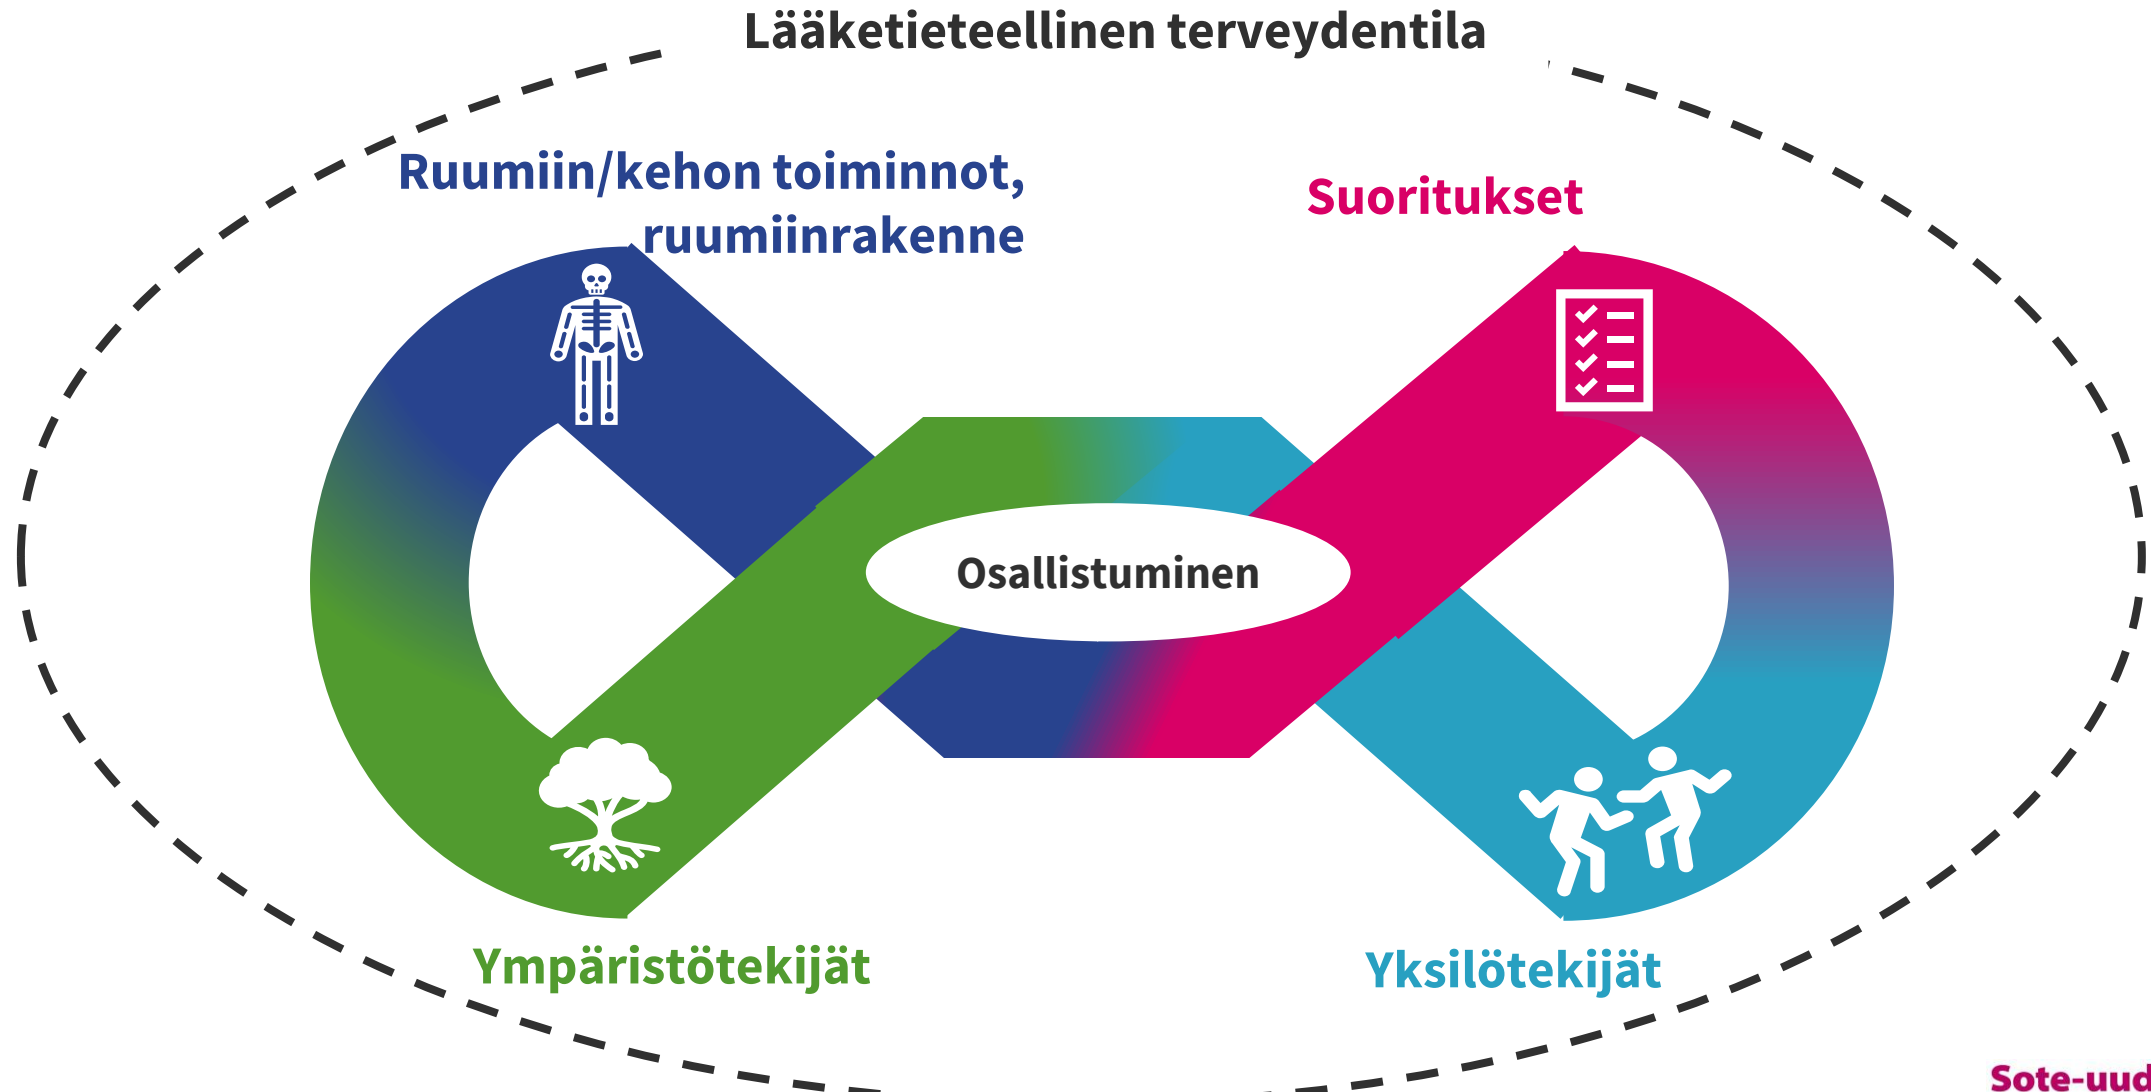 Lääketieteellinen terveydentila
Ruumiin/kehon toiminnot,
ruumiinrakenne
Suoritukset
Osallistuminen
Ympäristötekijät
Yksilötekijät